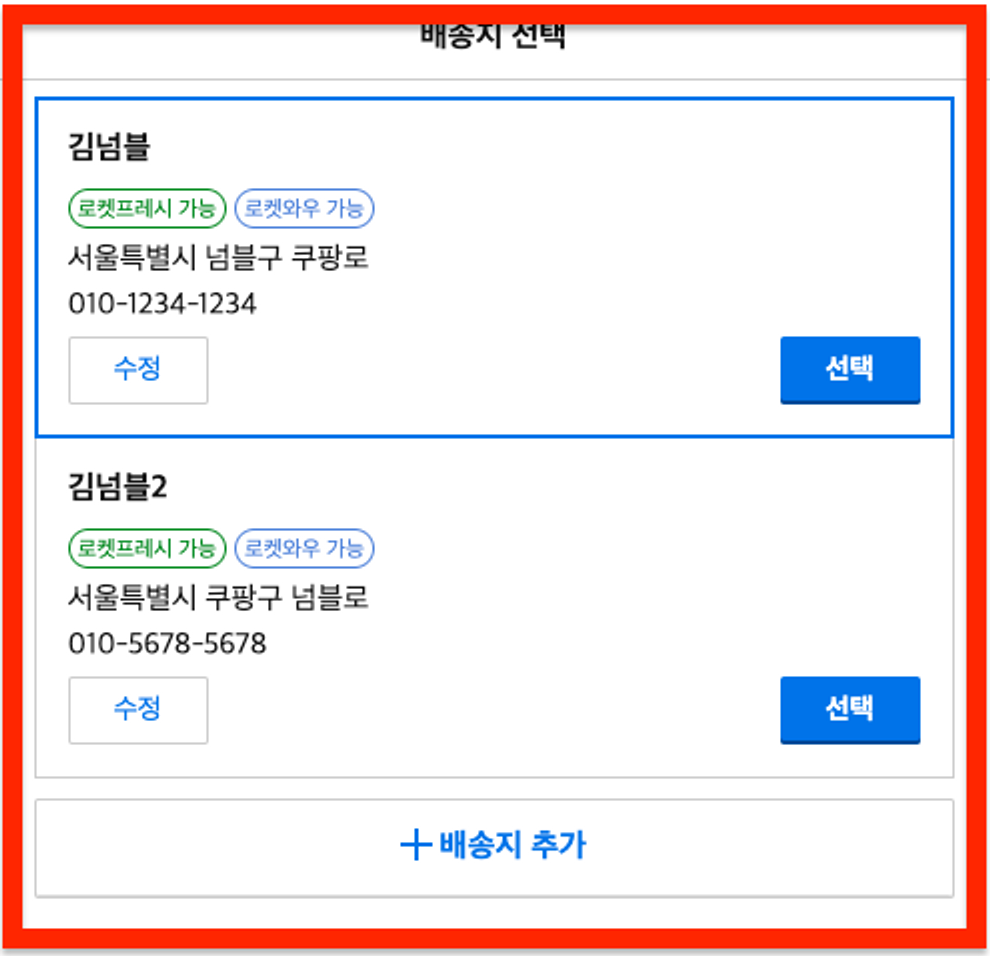 배송지 선택
김넘블
로켓프레시 가능 로켓와우 가능
서울특별시 넘블구 쿠팡로
010-1234-1234
수정 선택
김넘블2
로켓프레시 가능 로켓와우 가능
서울특별시 쿠팡구 넘블로
010-5678-5678
수정 선택
+ 배송지 추가